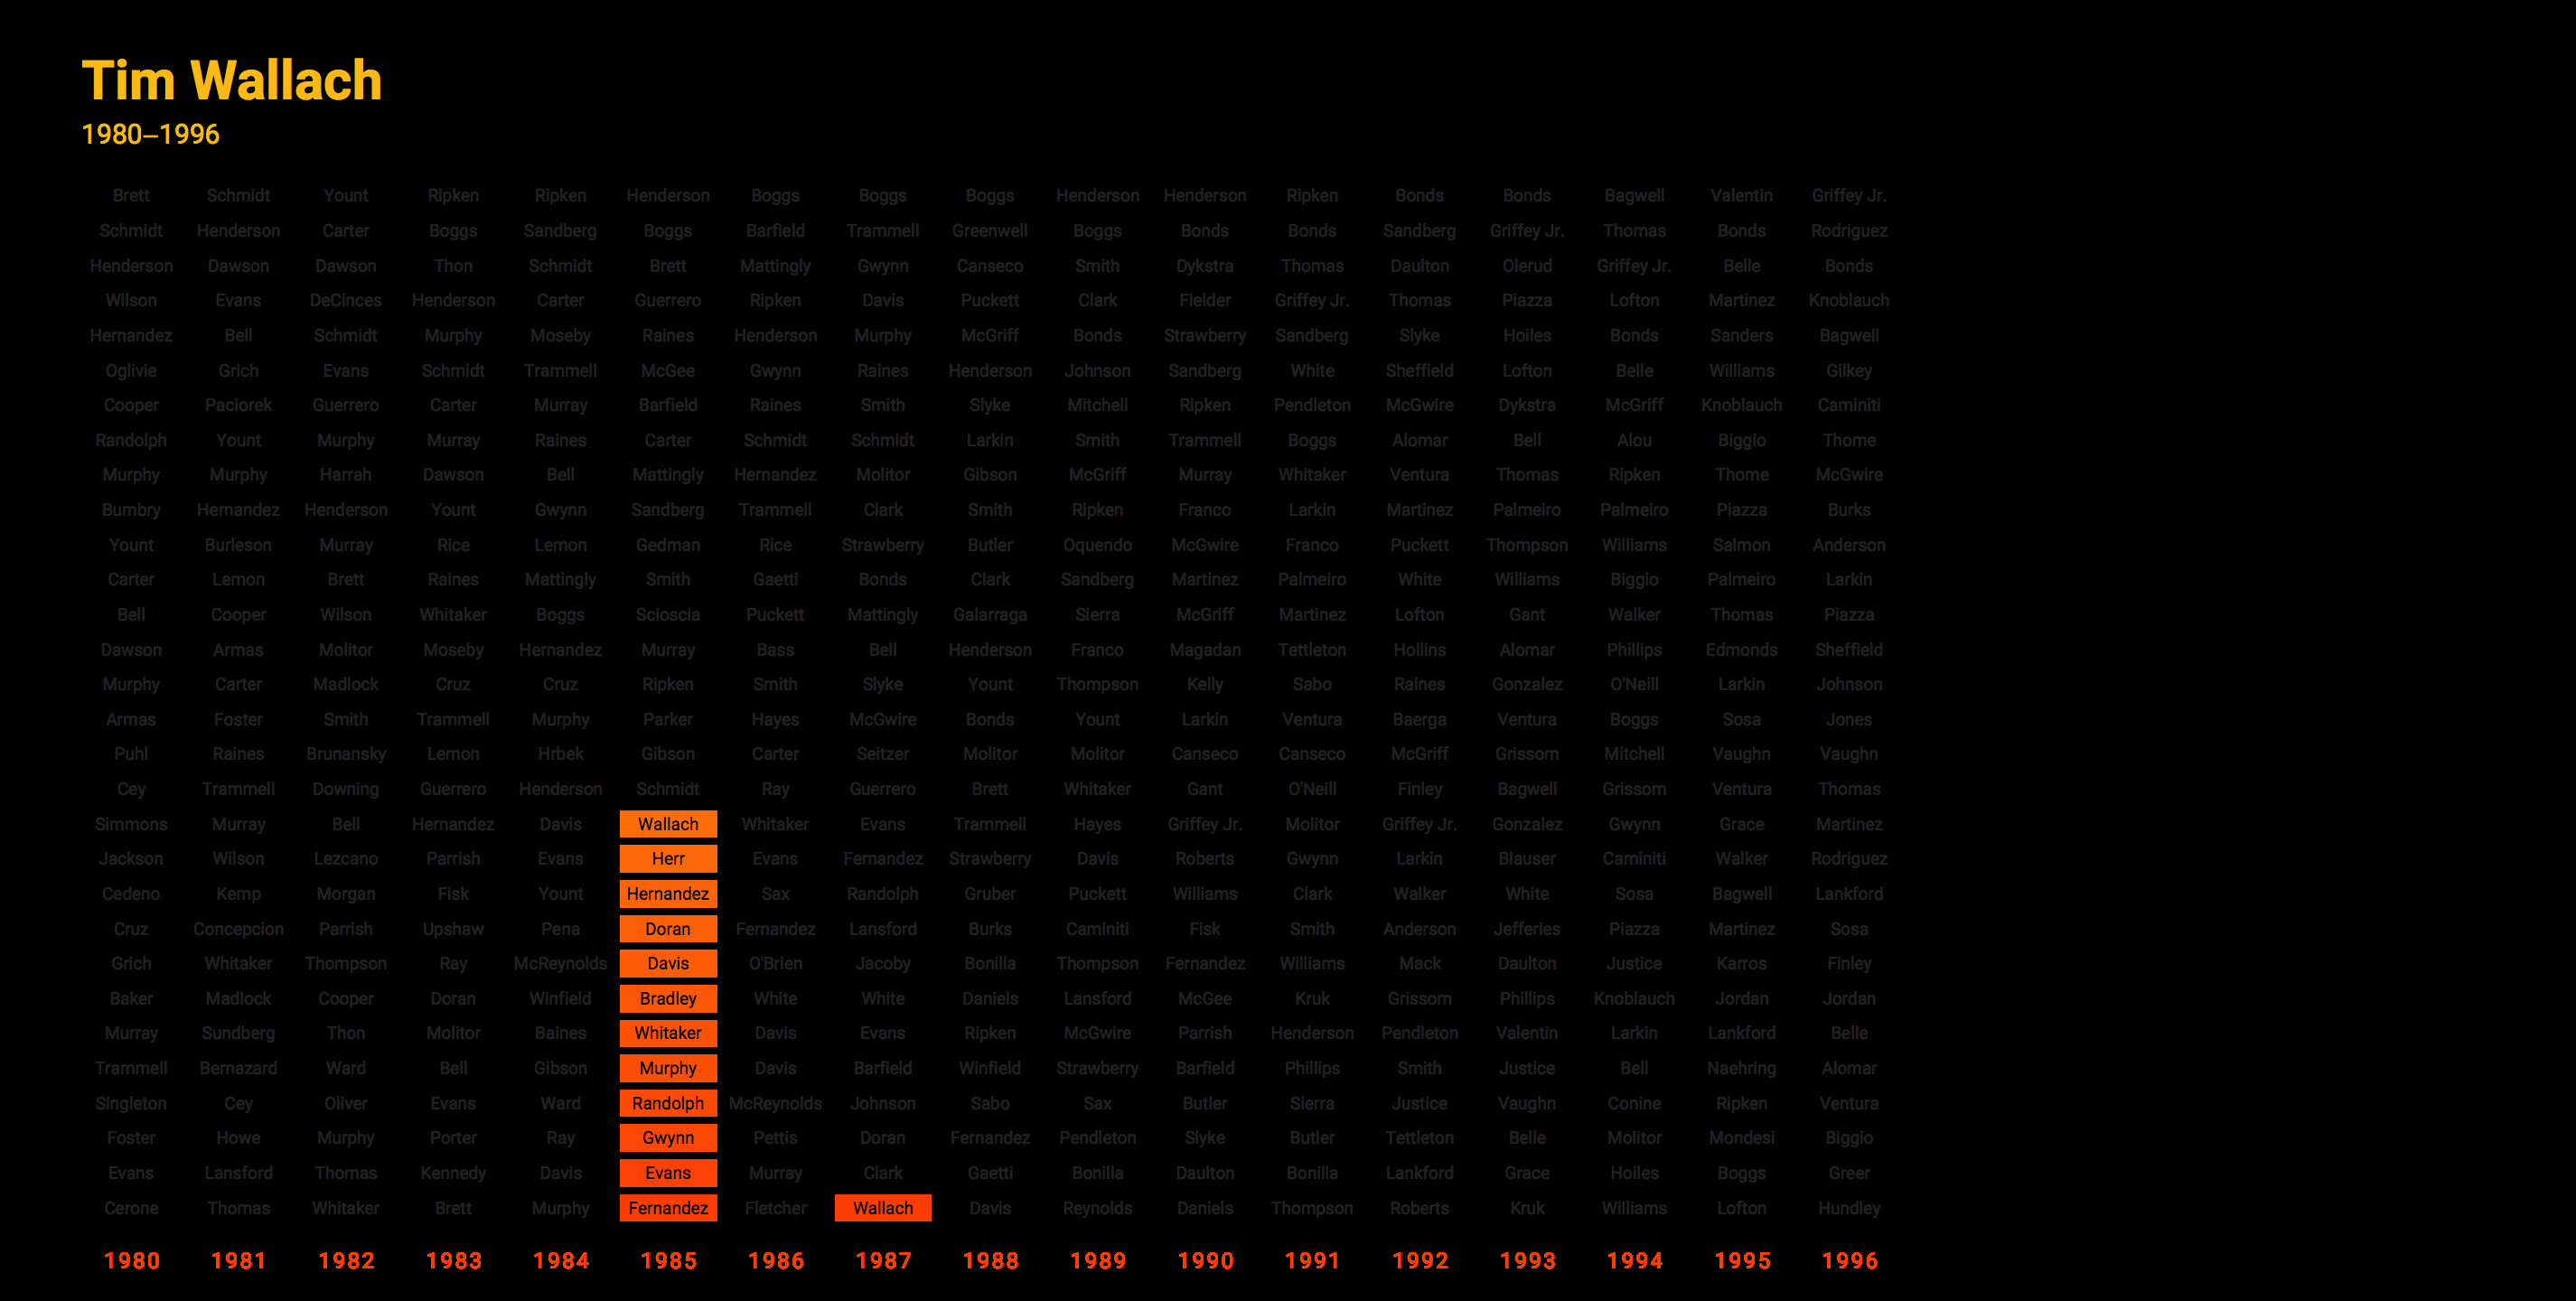 Tim Wallach
1980–1996
Brett Schmidt Yount Ripken Ripken Henderson Boggs Boggs Boggs Henderson Henderson Ripken Bonds Bonds Bagwell Valentin Griffey Jr.
Schmidt Henderson Carter Boggs Sandberg Boggs Barfield Trammell Greenwell Boggs Bonds Bonds Sandberg Griffey Jr. Thomas Bonds Rodriguez
Henderson Dawson Dawson Thon Schmidt Brett Mattingly Gwynn Canseco Smith Dykstra Thomas Daulton Olerud Griffey Jr. Belle Bonds
Wilson Evans DeCinces Henderson Carter Guerrero Ripken Davis Puckett Clark Fielder Griffey Jr. Thomas Piazza Lofton Martinez Knoblauch
Hernandez Bell Schmidt Murphy Moseby Raines Henderson Murphy McGriff Bonds Strawberry Sandberg Slyke Hoiles Bonds Sanders Bagwell
Oglivie Grich Evans Schmidt Trammell McGee Gwynn Raines Henderson Johnson Sandberg White Sheffield Lofton Belle Williams Gilkey
Cooper Paciorek Guerrero Carter Murray Barfield Raines Smith Slyke Mitchell Ripken Pendleton McGwire Dykstra McGriff Knoblauch Caminiti
Randolph Yount Murphy Murray Raines Carter Schmidt Schmidt Larkin Smith Trammell Boggs Alomar Bell Alou Biggio Thome
Murphy Murphy Harrah Dawson Bell Mattingly Hernandez Molitor Gibson McGriff Murray Whitaker Ventura Thomas Ripken Thome McGwire
Bumbry Hernandez Henderson Yount Gwynn Sandberg Trammell Clark Smith Ripken Franco Larkin Martinez Palmeiro Palmeiro Piazza Burks
Yount Burleson Murray Rice Lemon Gedman Rice Strawberry Butler Oquendo McGwire Franco Puckett Thompson Williams Salmon Anderson
Carter Lemon Brett Raines Mattingly Smith Gaetti Bonds Clark Sandberg Martinez Palmeiro White Williams Biggio Palmeiro Larkin
Bell Cooper Wilson Whitaker Boggs Scioscia Puckett Mattingly Galarraga Sierra McGriff Martinez Lofton Gant Walker Thomas Piazza
Dawson Armas Molitor Moseby Hernandez Murray Bass Bell Henderson Franco Magadan Tettleton Hollins Alomar Phillips Edmonds Sheffield
Murphy Carter Madlock Cruz Cruz Ripken Smith Slyke Yount Thompson Kelly Sabo Raines Gonzalez O'Neill Larkin Johnson
Armas Foster Smith Trammell Murphy Parker Hayes McGwire Bonds Yount Larkin Ventura Baerga Ventura Boggs Sosa Jones
Puhl Raines Brunansky Lemon Hrbek Gibson Carter Seitzer Molitor Molitor Canseco Canseco McGriff Grissom Mitchell Vaughn Vaughn
Cey Trammell Downing Guerrero Henderson Schmidt Ray Guerrero Brett Whitaker Gant O'Neill Finley Bagwell Grissom Ventura Thomas
Simmons Murray Bell Hernandez Davis Wallach Whitaker Evans Trammell Hayes Griffey Jr. Molitor Griffey Jr. Gonzalez Gwynn Grace Martinez
Jackson Wilson Lezcano Parrish Evans Herr Evans Fernandez Strawberry Davis Roberts Gwynn Larkin Blauser Caminiti Walker Rodriguez
Cedeno Kemp Morgan Fisk Yount Hernandez Sax Randolph Gruber Puckett Williams Clark Walker White Sosa Bagwell Lankford
Cruz Concepcion Parrish Upshaw Pena Doran Fernandez Lansford Burks Caminiti Fisk Smith Anderson Jefferies Piazza Martinez Sosa
Grich Whitaker Thompson Ray McReynolds Davis O'Brien Jacoby Bonilla Thompson Fernandez Williams Mack Daulton Justice Karros Finley
Baker Madlock Cooper Doran Winfield Bradley White White Daniels Lansford McGee Kruk Grissom Phillips Knoblauch Jordan Jordan
Murray Sundberg Thon Molitor Baines Whitaker Davis Evans Ripken McGwire Parrish Henderson Pendleton Valentin Larkin Lankford Belle
Trammell Bernazard Ward Bell Gibson Murphy Davis Barfield Winfield Strawberry Barfield Phillips Smith Justice Bell Naehring Alomar
Singleton Cey Oliver Evans Ward Randolph McReynolds Johnson Sabo Sax Butler Sierra Justice Vaughn Conine Ripken Ventura
Foster Howe Murphy Porter Ray Gwynn Pettis Doran Fernandez Pendleton Slyke Butler Tettleton Belle Molitor Mondesi Biggio
Evans Lansford Thomas Kennedy Davis Evans Murray Clark Gaetti Bonilla Daulton Bonilla Lankford Grace Hoiles Boggs Greer
Cerone Thomas Whitaker Brett Murphy Fernandez Fletcher Wallach Davis Reynolds Daniels Thompson Roberts Kruk Williams Lofton Hundley
1980 1981 1982 1983 1984 1985 1986 1987 1988 1989 1990 1991 1992 1993 1994 1995 1996